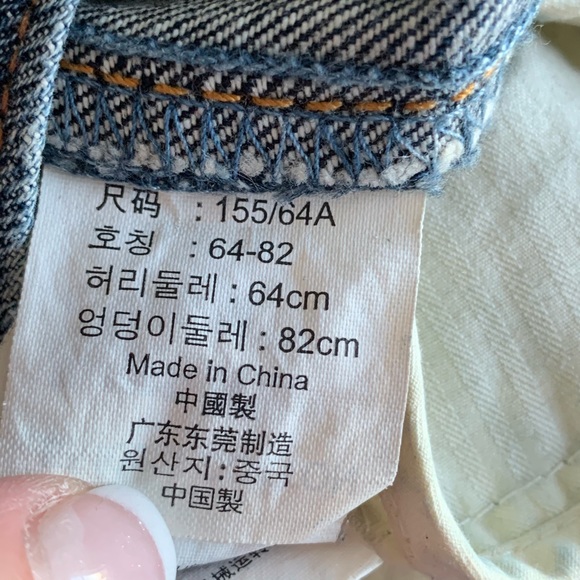 尺码 : 155/64A
호칭 : 64-82
허리둘레 : 64cm
엉덩이둘레 : 82cm
Made in China
中國製
广东东莞制造
원산지 : 중국
中国製